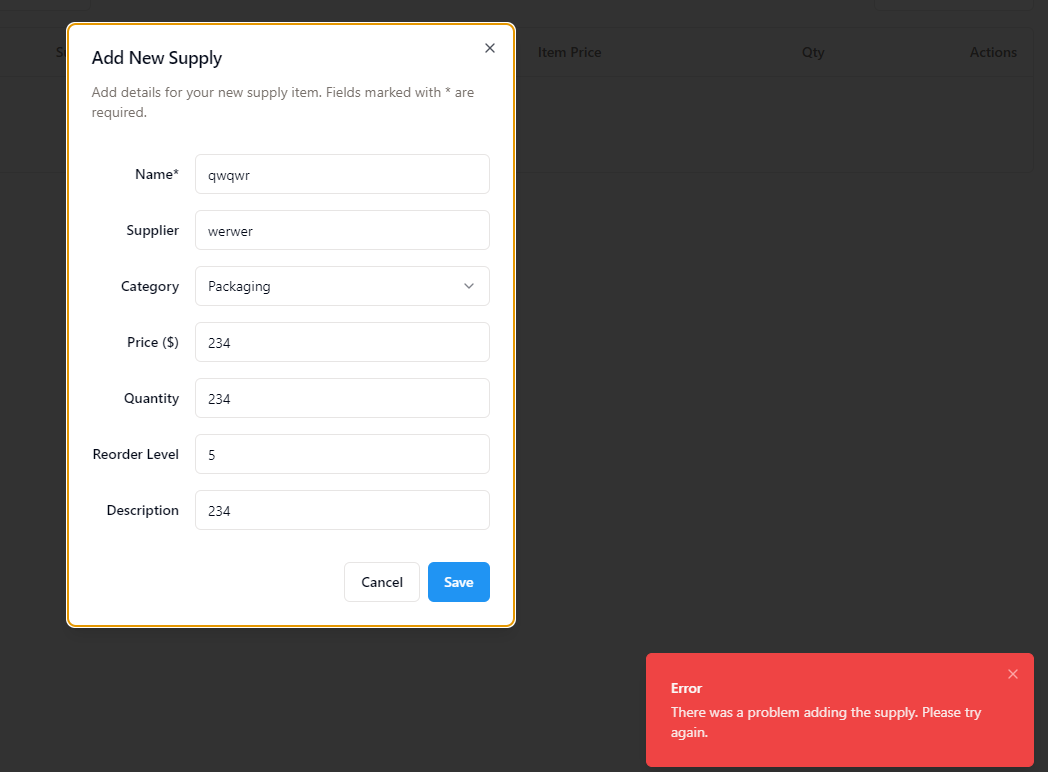 Item Price
Qty
Actions
Add New Supply
Add details for your new supply item. Fields marked with * are
required.
Name*
qwqwr
Supplier
werwer
Category
Packaging
Price ($)
234
Quantity
234
Reorder Level
5
Description
234
Cancel
Save
Error
There was a problem adding the supply. Please try
again.